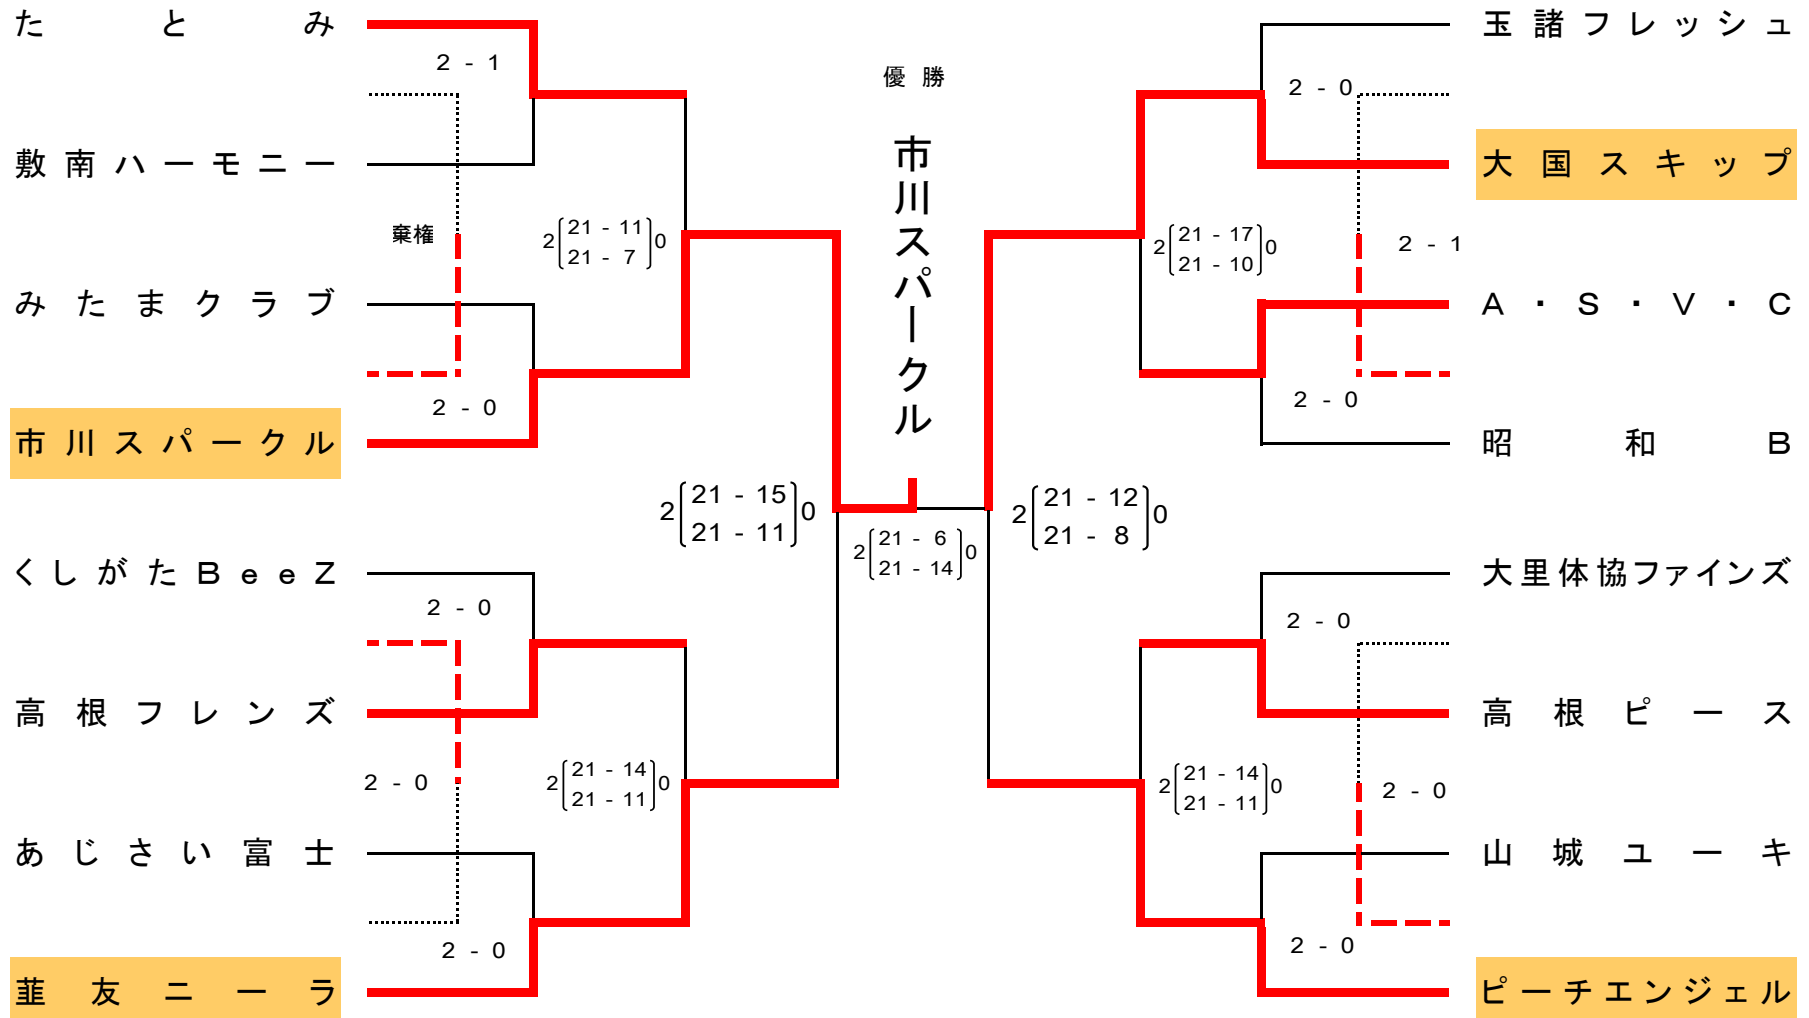 たとみ
2 - 1
敷南ハーモニー
棄権
みたまクラブ
2 - 0
市川スパークル
2 21 - 11 0
21 - 7
くしがたBeeZ
2 - 0
高根フレンズ
2 - 0
あじさい富士
2 - 0
韮友ニーラ
2 21 - 14 0
21 - 11
2 21 - 15 0
21 - 11
優勝
市川スパークル
2 21 - 6 0
21 - 14
2 21 - 12 0
21 - 8
玉諸フレッシュ
2 - 0
大国スキップ
2 21 - 17 0
21 - 10
2 - 1
A・S・V・C
2 - 0
昭和B
大里体協ファインズ
2 - 0
高根ピース
2 21 - 14 0
21 - 11
2 - 0
山城ユーキ
2 - 0
ピーチエンジェル